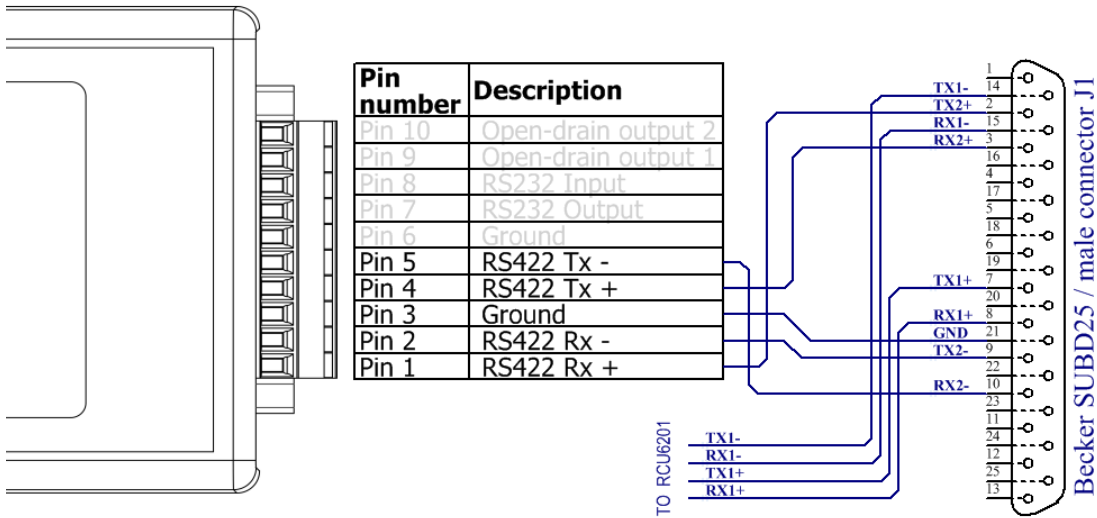 Pin number Description
Pin 10 Open-drain output 2
Pin 9 Open-drain output 1
Pin 8 RS232 Input
Pin 7 RS232 Output
Pin 6 Ground
Pin 5 RS422 Tx -
Pin 4 RS422 Tx +
Pin 3 Ground
Pin 2 RS422 Rx -
Pin 1 RS422 Rx +
TO RCU6201
TX1-
RX1-
TX1+
RX1+
1
TX1- 14
TX2+ 2
RX1- 15
RX2+ 3
16
4
17
5
18
6
19
TX1+ 7
20
RX1+ 8
GND 21
TX2- 9
22
RX2- 10
23
11
24
12
25
13
Becker SUBD25 / male connector J1